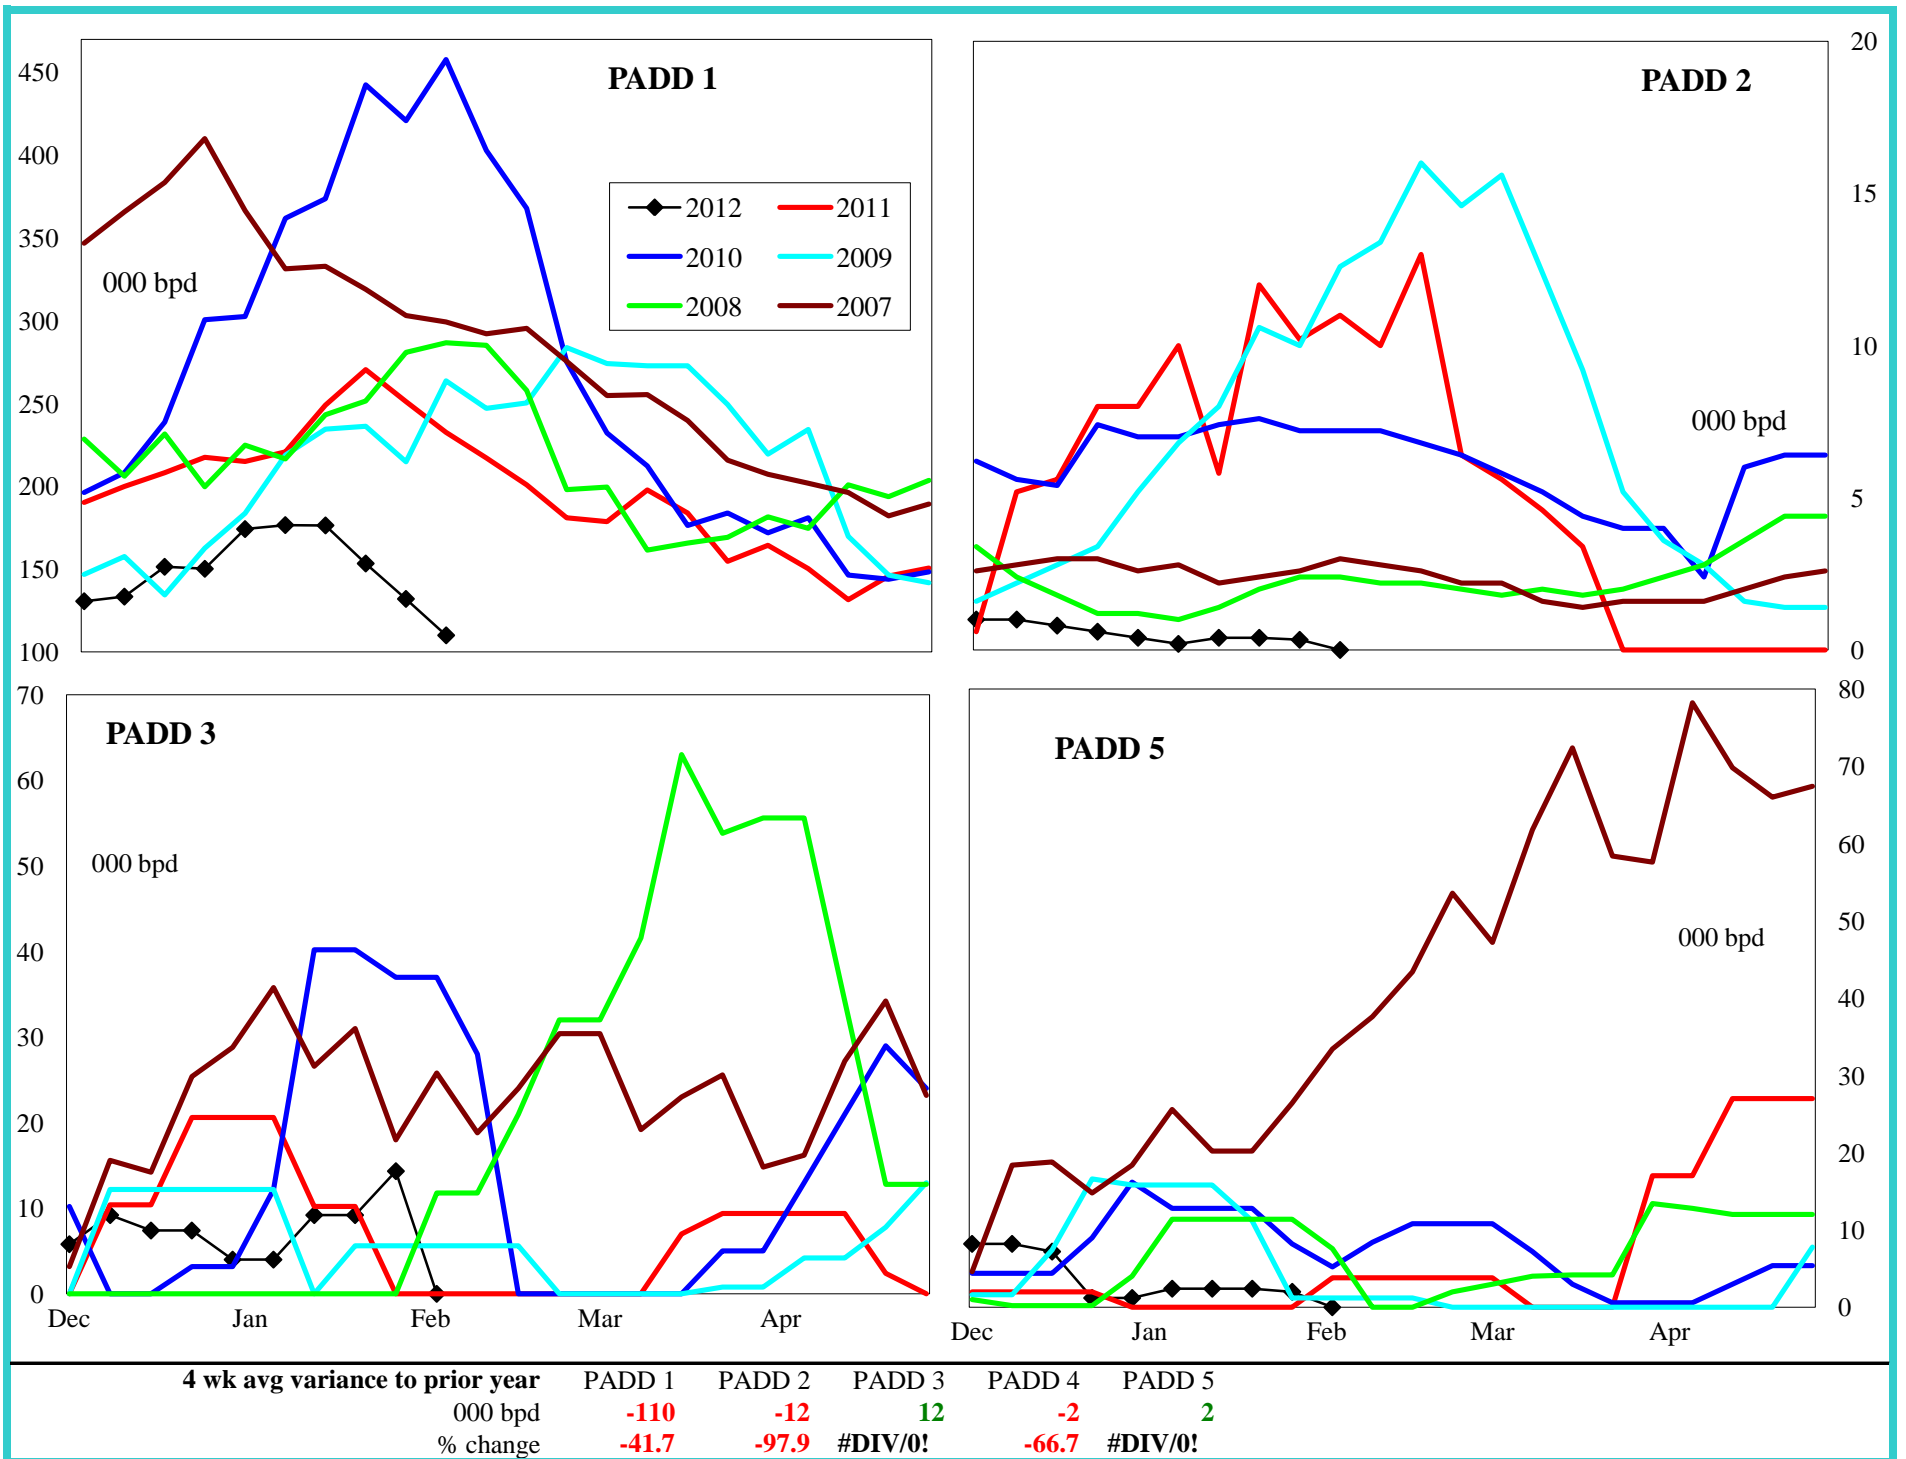 PADD 1
450
400
350
300
250
200
150
100
000 bpd
2012 2011
2010 2009
2008 2007
PADD 2
20
15
10
5
0
000 bpd
PADD 3
70
60
50
40
30
20
10
0
000 bpd
Dec Jan Feb Mar Apr
PADD 5
80
70
60
50
40
30
20
10
0
000 bpd
Dec Jan Feb Mar Apr
4 wk avg variance to prior year PADD 1 PADD 2 PADD 3 PADD 4 PADD 5
000 bpd -110 -12 12 -2 2
% change -41.7 -97.9 #DIV/0! -66.7 #DIV/0!